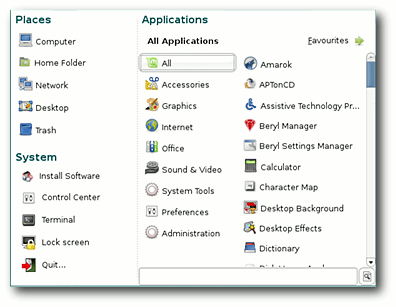 Places
Computer
Home Folder
Network
Desktop
Trash
System
Install Software
Control Center
Terminal
Lock screen
Quit...
Applications
All Applications
Favourites
All
Accessories
Graphics
Internet
Office
Sound & Video
System Tools
Preferences
Administration
Amarok
APTonCD
Assistive Technology Pr...
Beryl Manager
Beryl Settings Manager
Calculator
Character Map
Desktop Background
Desktop Effects
Dictionary